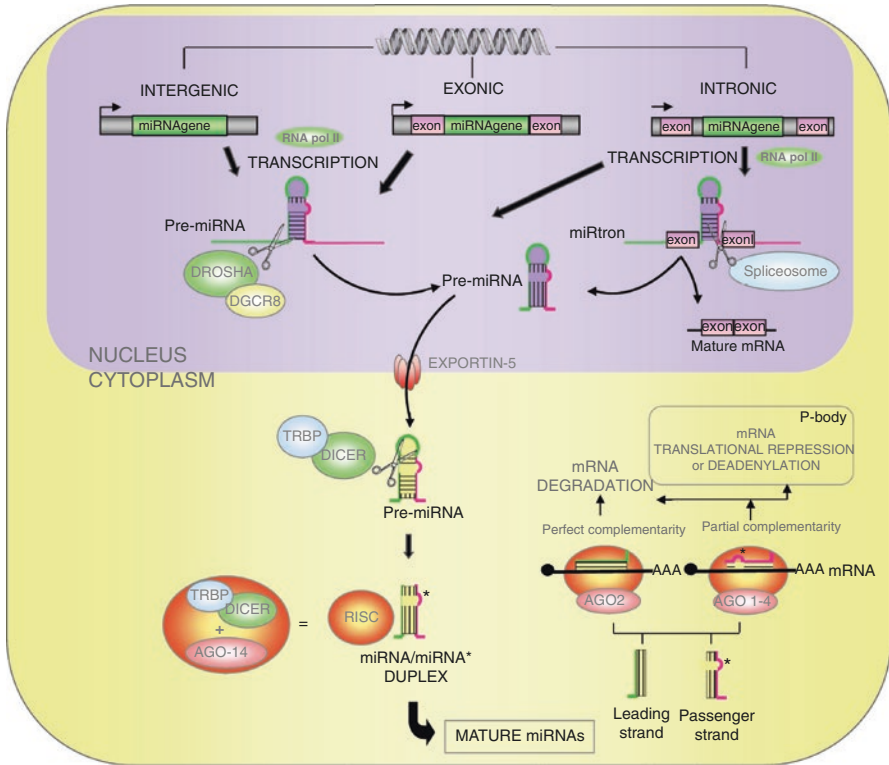 INTERGENIC
EXONIC
INTRONIC
miRNAgene
exon miRNAgene exon
exon miRNAgene exon
RNA pol II
TRANSCRIPTION
TRANSCRIPTION
RNA pol II
Pre-miRNA
miRtron
exon
exonl
DROSHA
DGCR8
Pre-miRNA
Spliceosome
exon exon
Mature mRNA
NUCLEUS
CYTOPLASM
EXPORTIN-5
TRBP
DICER
Pre-miRNA
P-body
mRNA
TRANSLATIONAL REPRESSION
or DEADENYLATION
mRNA
DEGRADATION
Perfect complementarity
Partial complementarity
*
AAA
AAA mRNA
AGO2
AGO 1-4
TRBP
DICER
+
AGO-14
=
RISC
*
miRNA/miRNA*
DUPLEX
*
Leading
strand
Passenger
strand
MATURE miRNAs